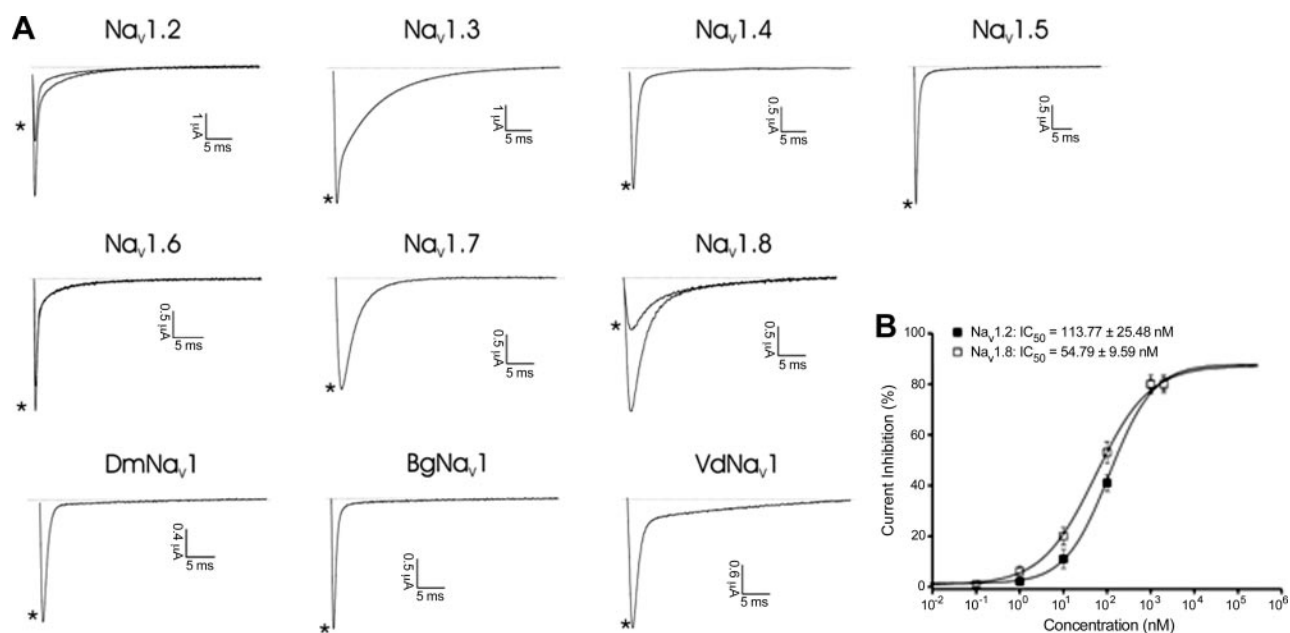 A
Naᵥ1.2 Naᵥ1.3 Naᵥ1.4 Naᵥ1.5
* 1 µA 5 ms * 1 µA 5 ms * 0.5 µA 5 ms * 0.5 µA 5 ms
Naᵥ1.6 Naᵥ1.7 Naᵥ1.8
* 0.5 µA 5 ms * 0.5 µA 5 ms * 0.5 µA 5 ms
DmNaᵥ1 BgNaᵥ1 VdNaᵥ1
* 0.4 µA 5 ms * 0.5 µA 5 ms * 0.6 µA 5 ms
B
Naᵥ1.2: IC₅₀ = 113.77 ± 25.48 nM
Naᵥ1.8: IC₅₀ = 54.79 ± 9.59 nM
Current Inhibition (%)
100
80
60
40
20
0
10⁻² 10⁻¹ 10⁰ 10¹ 10² 10³ 10⁴ 10⁵ 10⁶
Concentration (nM)